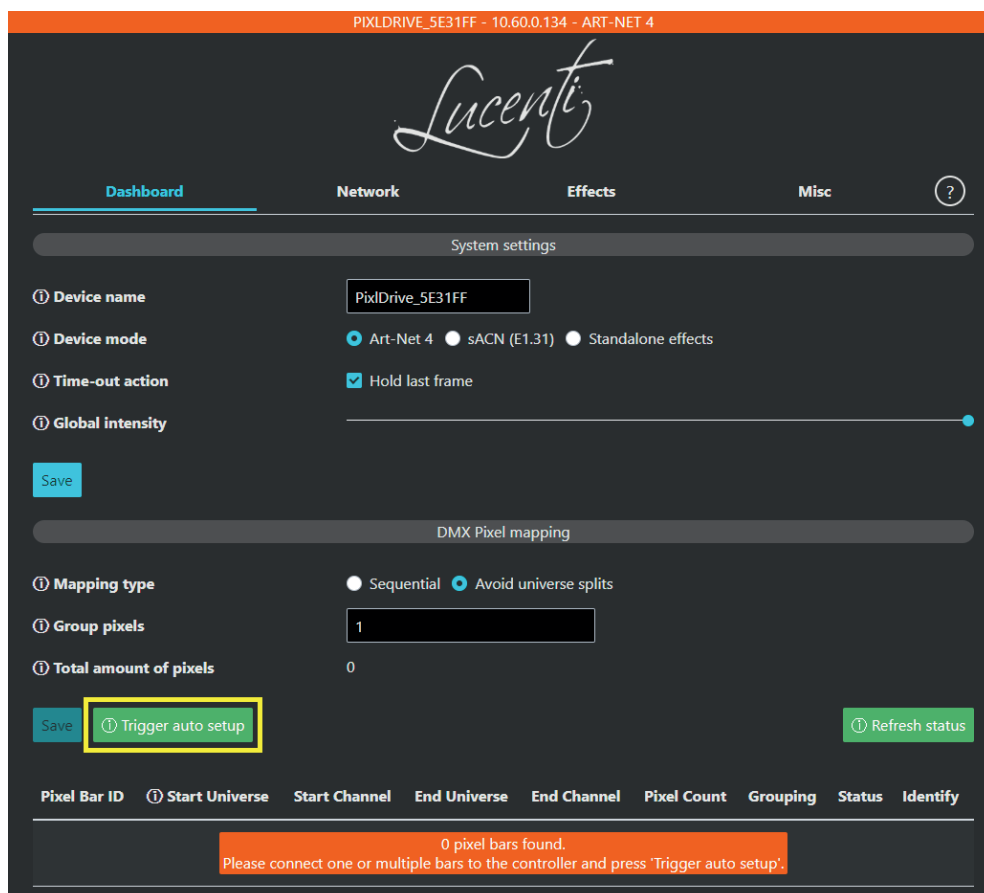 PIXLDRIVE_5E31FF - 10.60.0.134 - ART-NET 4
Lucenti
Dashboard Network Effects Misc ?
System settings
ⓘ Device name PixlDrive_5E31FF
ⓘ Device mode Art-Net 4 sACN (E1.31) Standalone effects
ⓘ Time-out action Hold last frame
ⓘ Global intensity
Save
DMX Pixel mapping
ⓘ Mapping type Sequential Avoid universe splits
ⓘ Group pixels 1
ⓘ Total amount of pixels 0
Save ⓘ Trigger auto setup ⓘ Refresh status
Pixel Bar ID ⓘ Start Universe Start Channel End Universe End Channel Pixel Count Grouping Status Identify
0 pixel bars found.
Please connect one or multiple bars to the controller and press 'Trigger auto setup'.